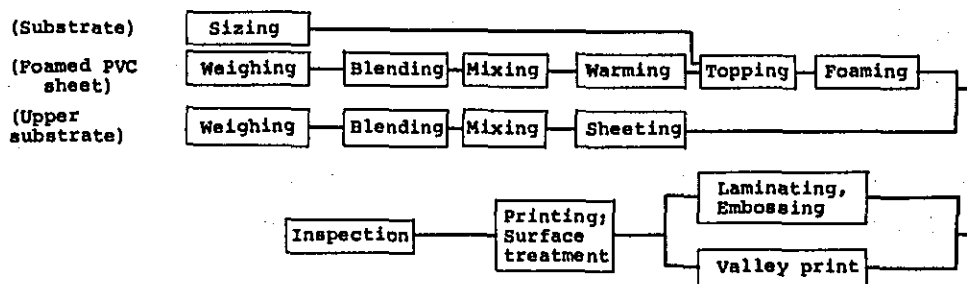 (Substrate) Sizing
(Foamed PVC sheet) Weighing Blending Mixing Warming Topping Foaming
(Upper substrate) Weighing Blending Mixing Sheeting
Laminating,
Embossing
Printing;
Surface
treatment
Inspection
Valley print